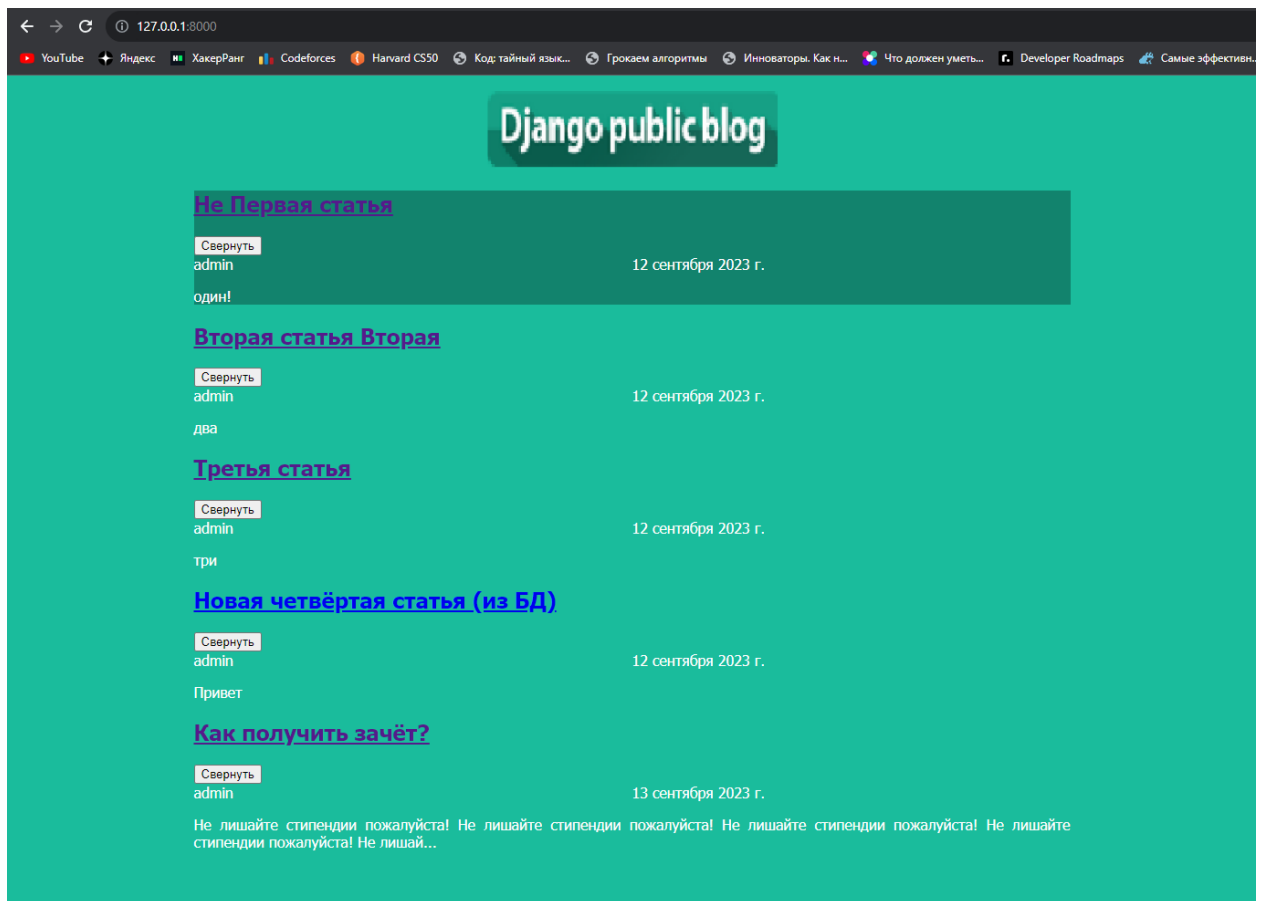 127.0.0.1:8000
YouTube Яндекс ХакерРанг Codeforces Harvard CS50 Код: тайный язык... Грокаем алгоритмы Инноваторы. Как н... Что должен уметь... Developer Roadmaps Самые эффективн...
Django public blog
Не Первая статья
Свернуть
admin 12 сентября 2023 г.
один!
Вторая статья Вторая
Свернуть
admin 12 сентября 2023 г.
два
Третья статья
Свернуть
admin 12 сентября 2023 г.
три
Новая четвёртая статья (из БД)
Свернуть
admin 12 сентября 2023 г.
Привет
Как получить зачёт?
Свернуть
admin 13 сентября 2023 г.
Не лишайте стипендии пожалуйста! Не лишайте стипендии пожалуйста! Не лишайте стипендии пожалуйста! Не лишайте
стипендии пожалуйста! Не лишай...